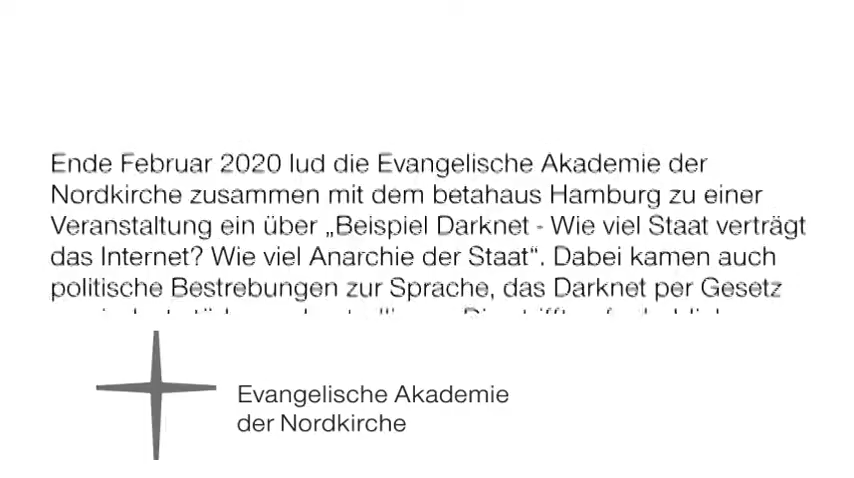 Ende Februar 2020 lud die Evangelische Akademie der
Nordkirche zusammen mit dem betahaus Hamburg zu einer
Veranstaltung ein über „Beispiel Darknet - Wie viel Staat verträgt
das Internet? Wie viel Anarchie der Staat“. Dabei kamen auch
politische Bestrebungen zur Sprache, das Darknet per Gesetz
Evangelische Akademie
der Nordkirche